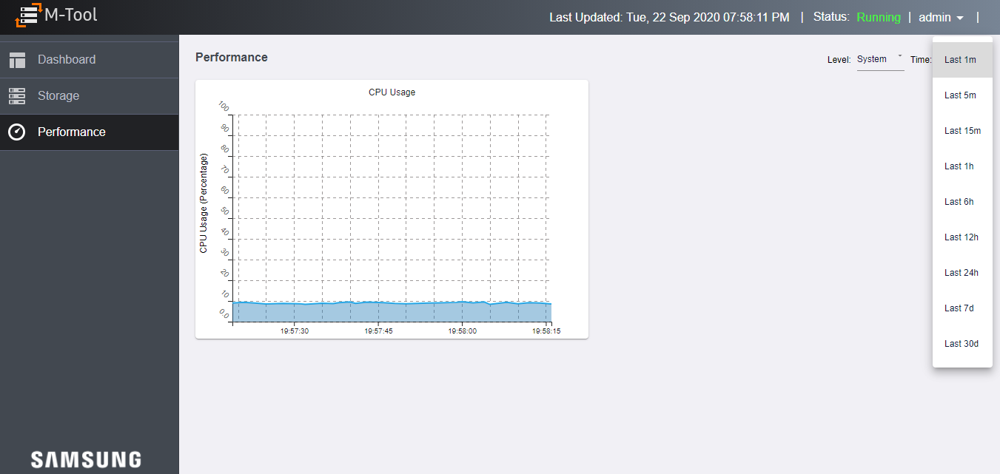 M-Tool
Last Updated: Tue, 22 Sep 2020 07:58:11 PM | Status: Running | admin |
Dashboard
Storage
Performance
SAMSUNG
Performance
Level: System Time:
Last 1m
Last 5m
Last 15m
Last 1h
Last 6h
Last 12h
Last 24h
Last 7d
Last 30d
CPU Usage
CPU Usage (Percentage)
100
90
80
70
60
50
40
30
20
10
0.0
19:57:30 19:57:45 19:58:00 19:58:15